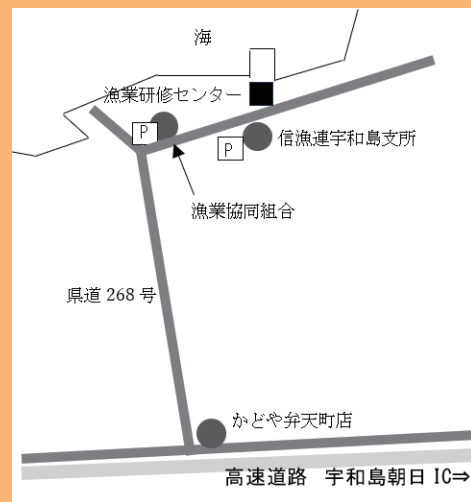 海
漁業研修センター
P
P
信漁連宇和島支所
漁業協同組合
県道 268 号
かどや弁天町店
高速道路 宇和島朝日 IC⇒